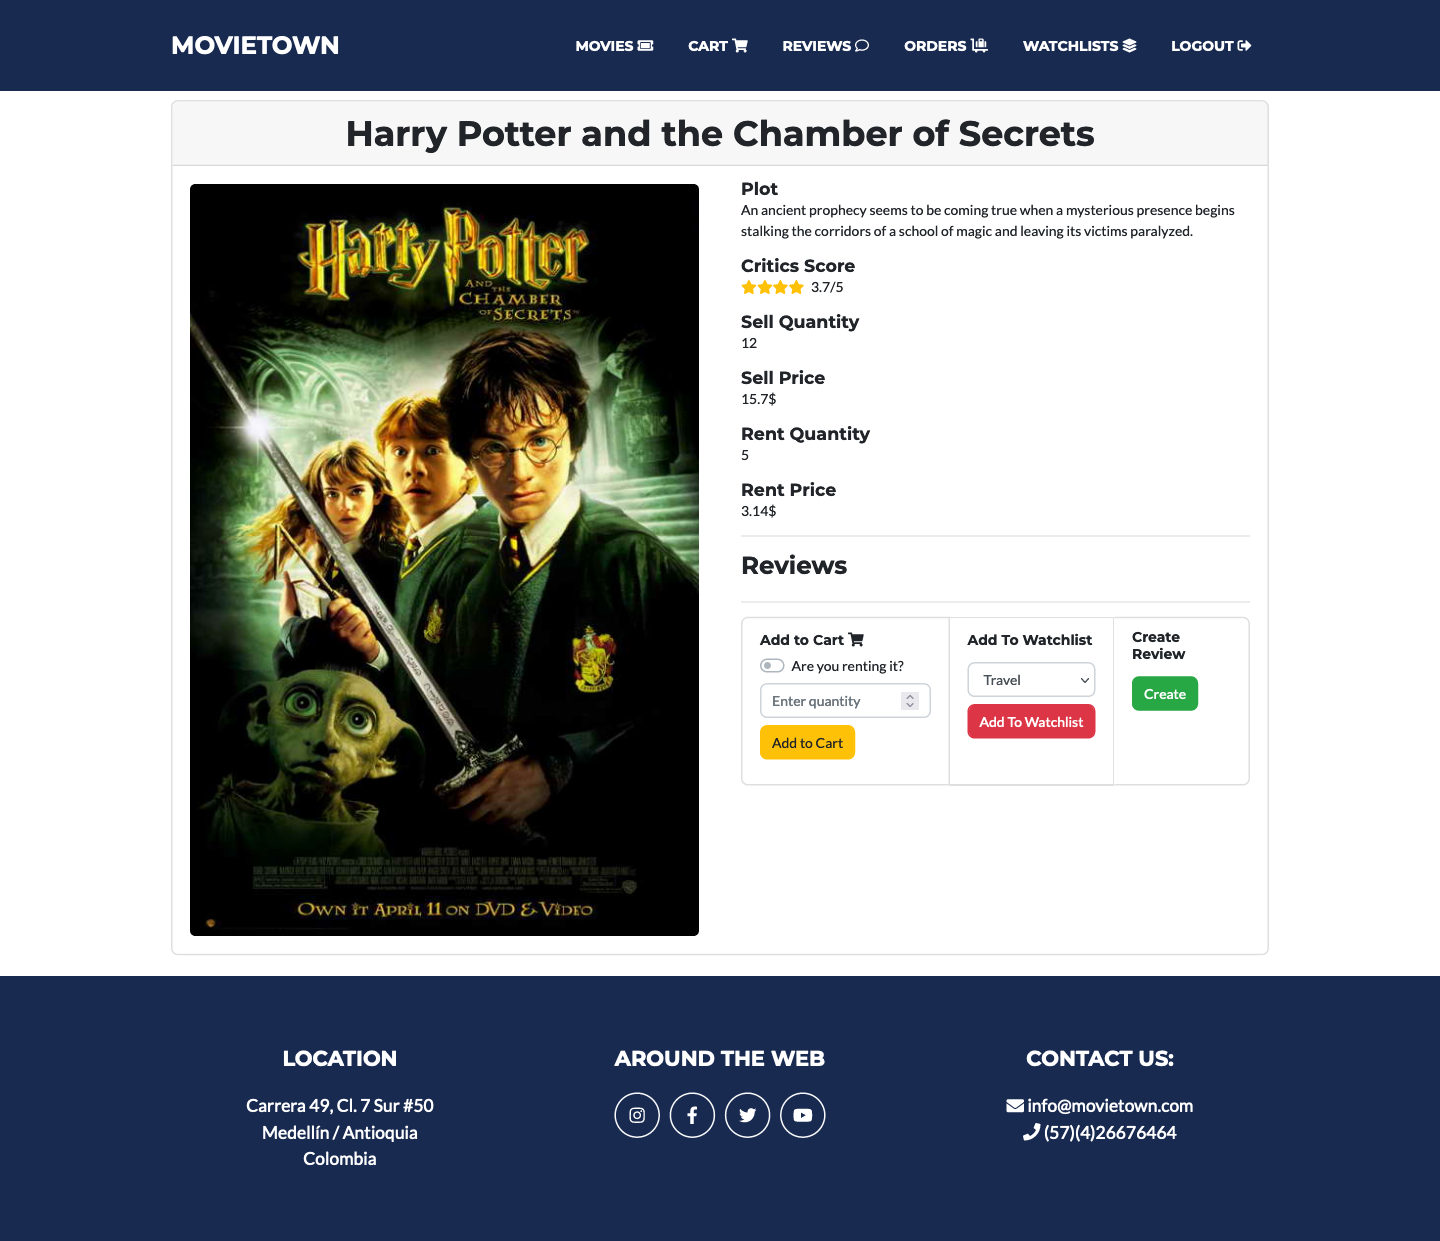 MOVIETOWN
MOVIES
CART
REVIEWS
ORDERS
WATCHLISTS
LOGOUT
Harry Potter and the Chamber of Secrets
Harry Potter
AND THE
CHAMBER
OF SECRETS
OWN IT APRIL 11 ON DVD & VIDEO
Plot
An ancient prophecy seems to be coming true when a mysterious presence begins
stalking the corridors of a school of magic and leaving its victims paralyzed.
Critics Score
3.7/5
Sell Quantity
12
Sell Price
15.7$
Rent Quantity
5
Rent Price
3.14$
Reviews
Add to Cart
Are you renting it?
Enter quantity
Add to Cart
Add To Watchlist
Travel
Add To Watchlist
Create
Review
Create
LOCATION
Carrera 49, Cl. 7 Sur #50
Medellín / Antioquia
Colombia
AROUND THE WEB
CONTACT US:
info@movietown.com
(57)(4)26676464